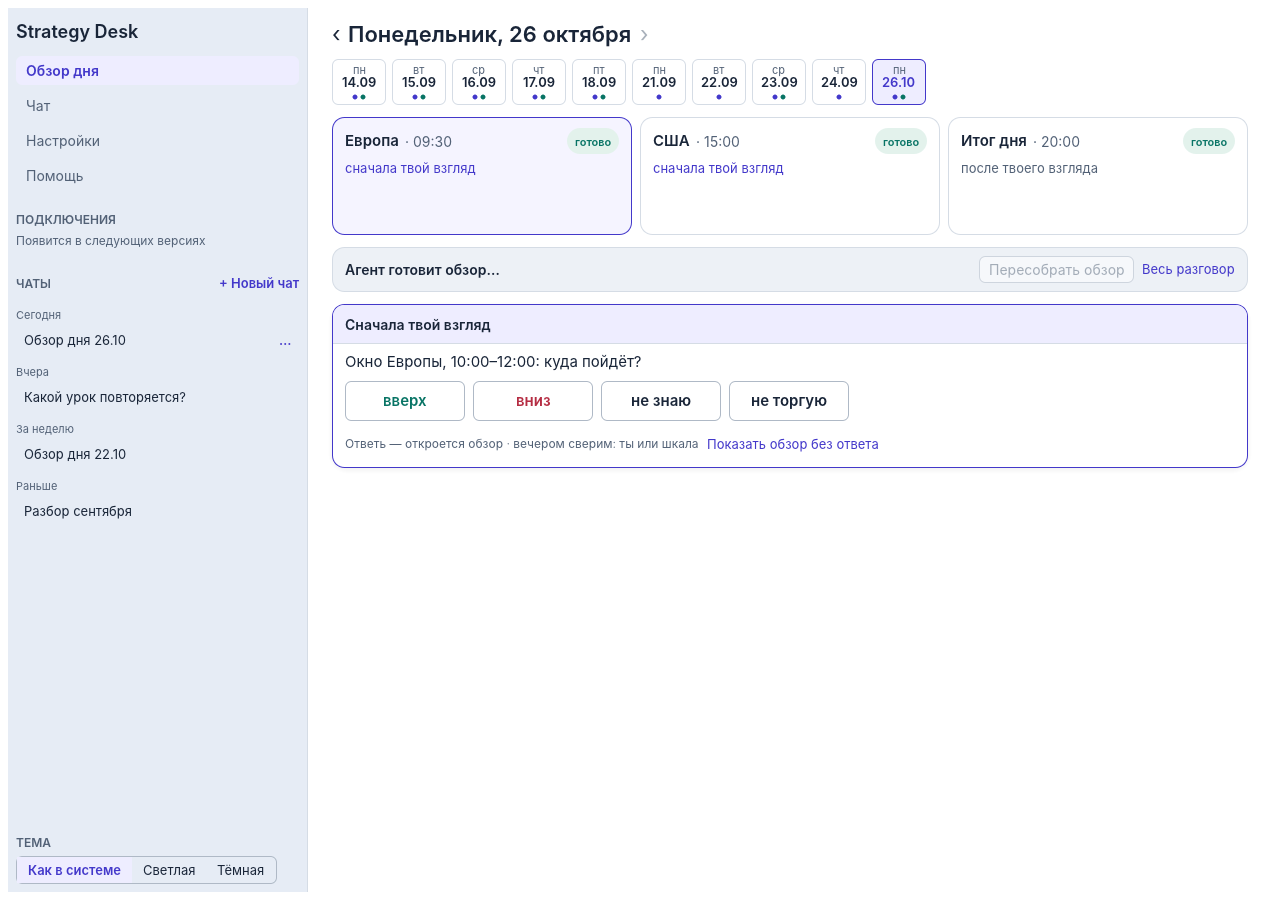 Strategy Desk
Обзор дня
Чат
Настройки
Помощь
ПОДКЛЮЧЕНИЯ
Появится в следующих версиях
ЧАТЫ + Новый чат
Сегодня
Обзор дня 26.10 ...
Вчера
Какой урок повторяется?
За неделю
Обзор дня 22.10
Раньше
Разбор сентября
ТЕМА
Как в системе Светлая Тёмная
‹ Понедельник, 26 октября ›
пн вт ср чт пт пн вт ср чт пн
14.09 15.09 16.09 17.09 18.09 21.09 22.09 23.09 24.09 26.10
Европа · 09:30 готово
сначала твой взгляд
США · 15:00 готово
сначала твой взгляд
Итог дня · 20:00 готово
после твоего взгляда
Агент готовит обзор… Пересобрать обзор Весь разговор
Сначала твой взгляд
Окно Европы, 10:00–12:00: куда пойдёт?
вверх вниз не знаю не торгую
Ответь — откроется обзор · вечером сверим: ты или шкала Показать обзор без ответа